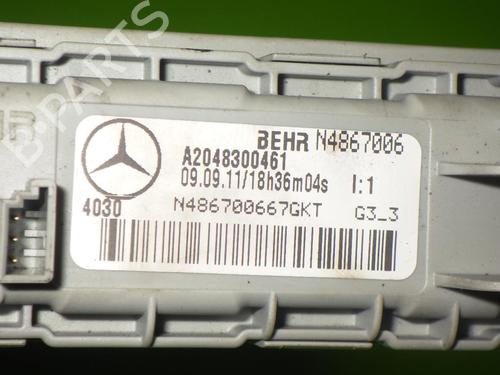 B-PARTS
BEHR N4867006
A2048300461
09.09.11/18h36m04s I:1
4030 N486700667GKT G3_3